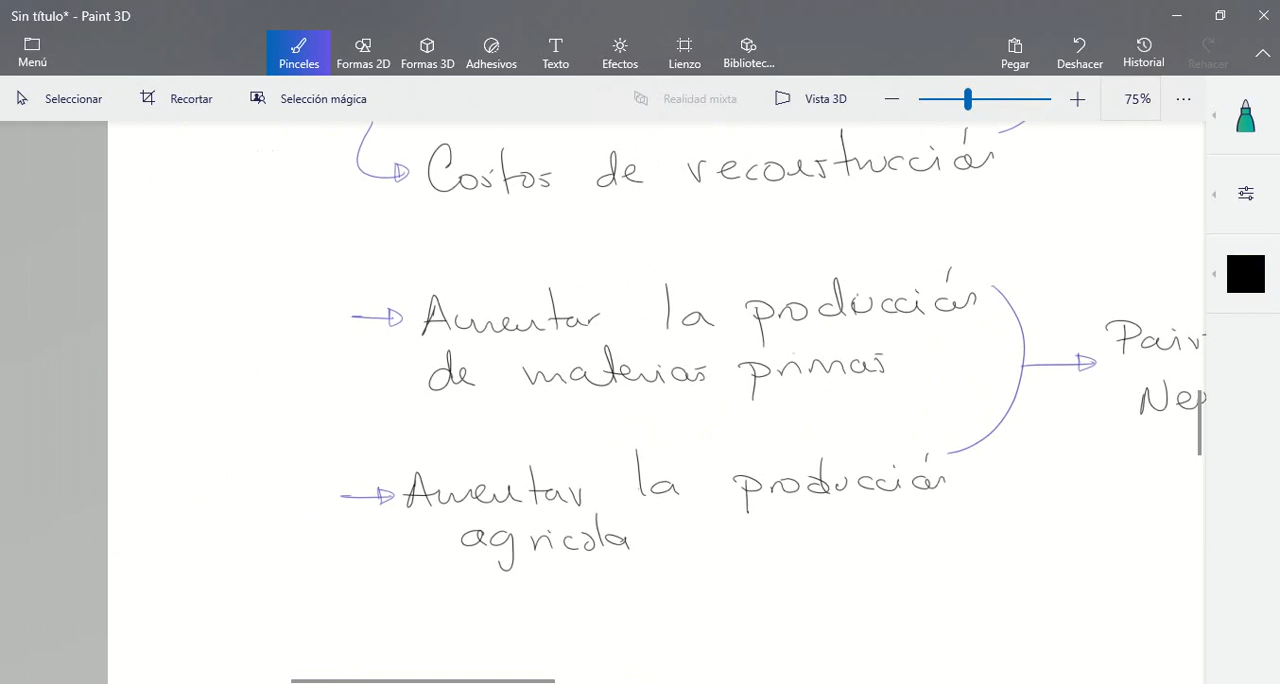 Sin título* - Paint 3D
Menú
Pinceles
Formas 2D
Formas 3D
Adhesivos
Texto
Efectos
Lienzo
Bibliotec...
Pegar
Deshacer
Historial
Rehacer
Seleccionar
Recortar
Selección mágica
Realidad mixta
Vista 3D
75%
Costos de reconstrucción
Aumentar la producción
de materias primas
Aumentar la producción
agricola